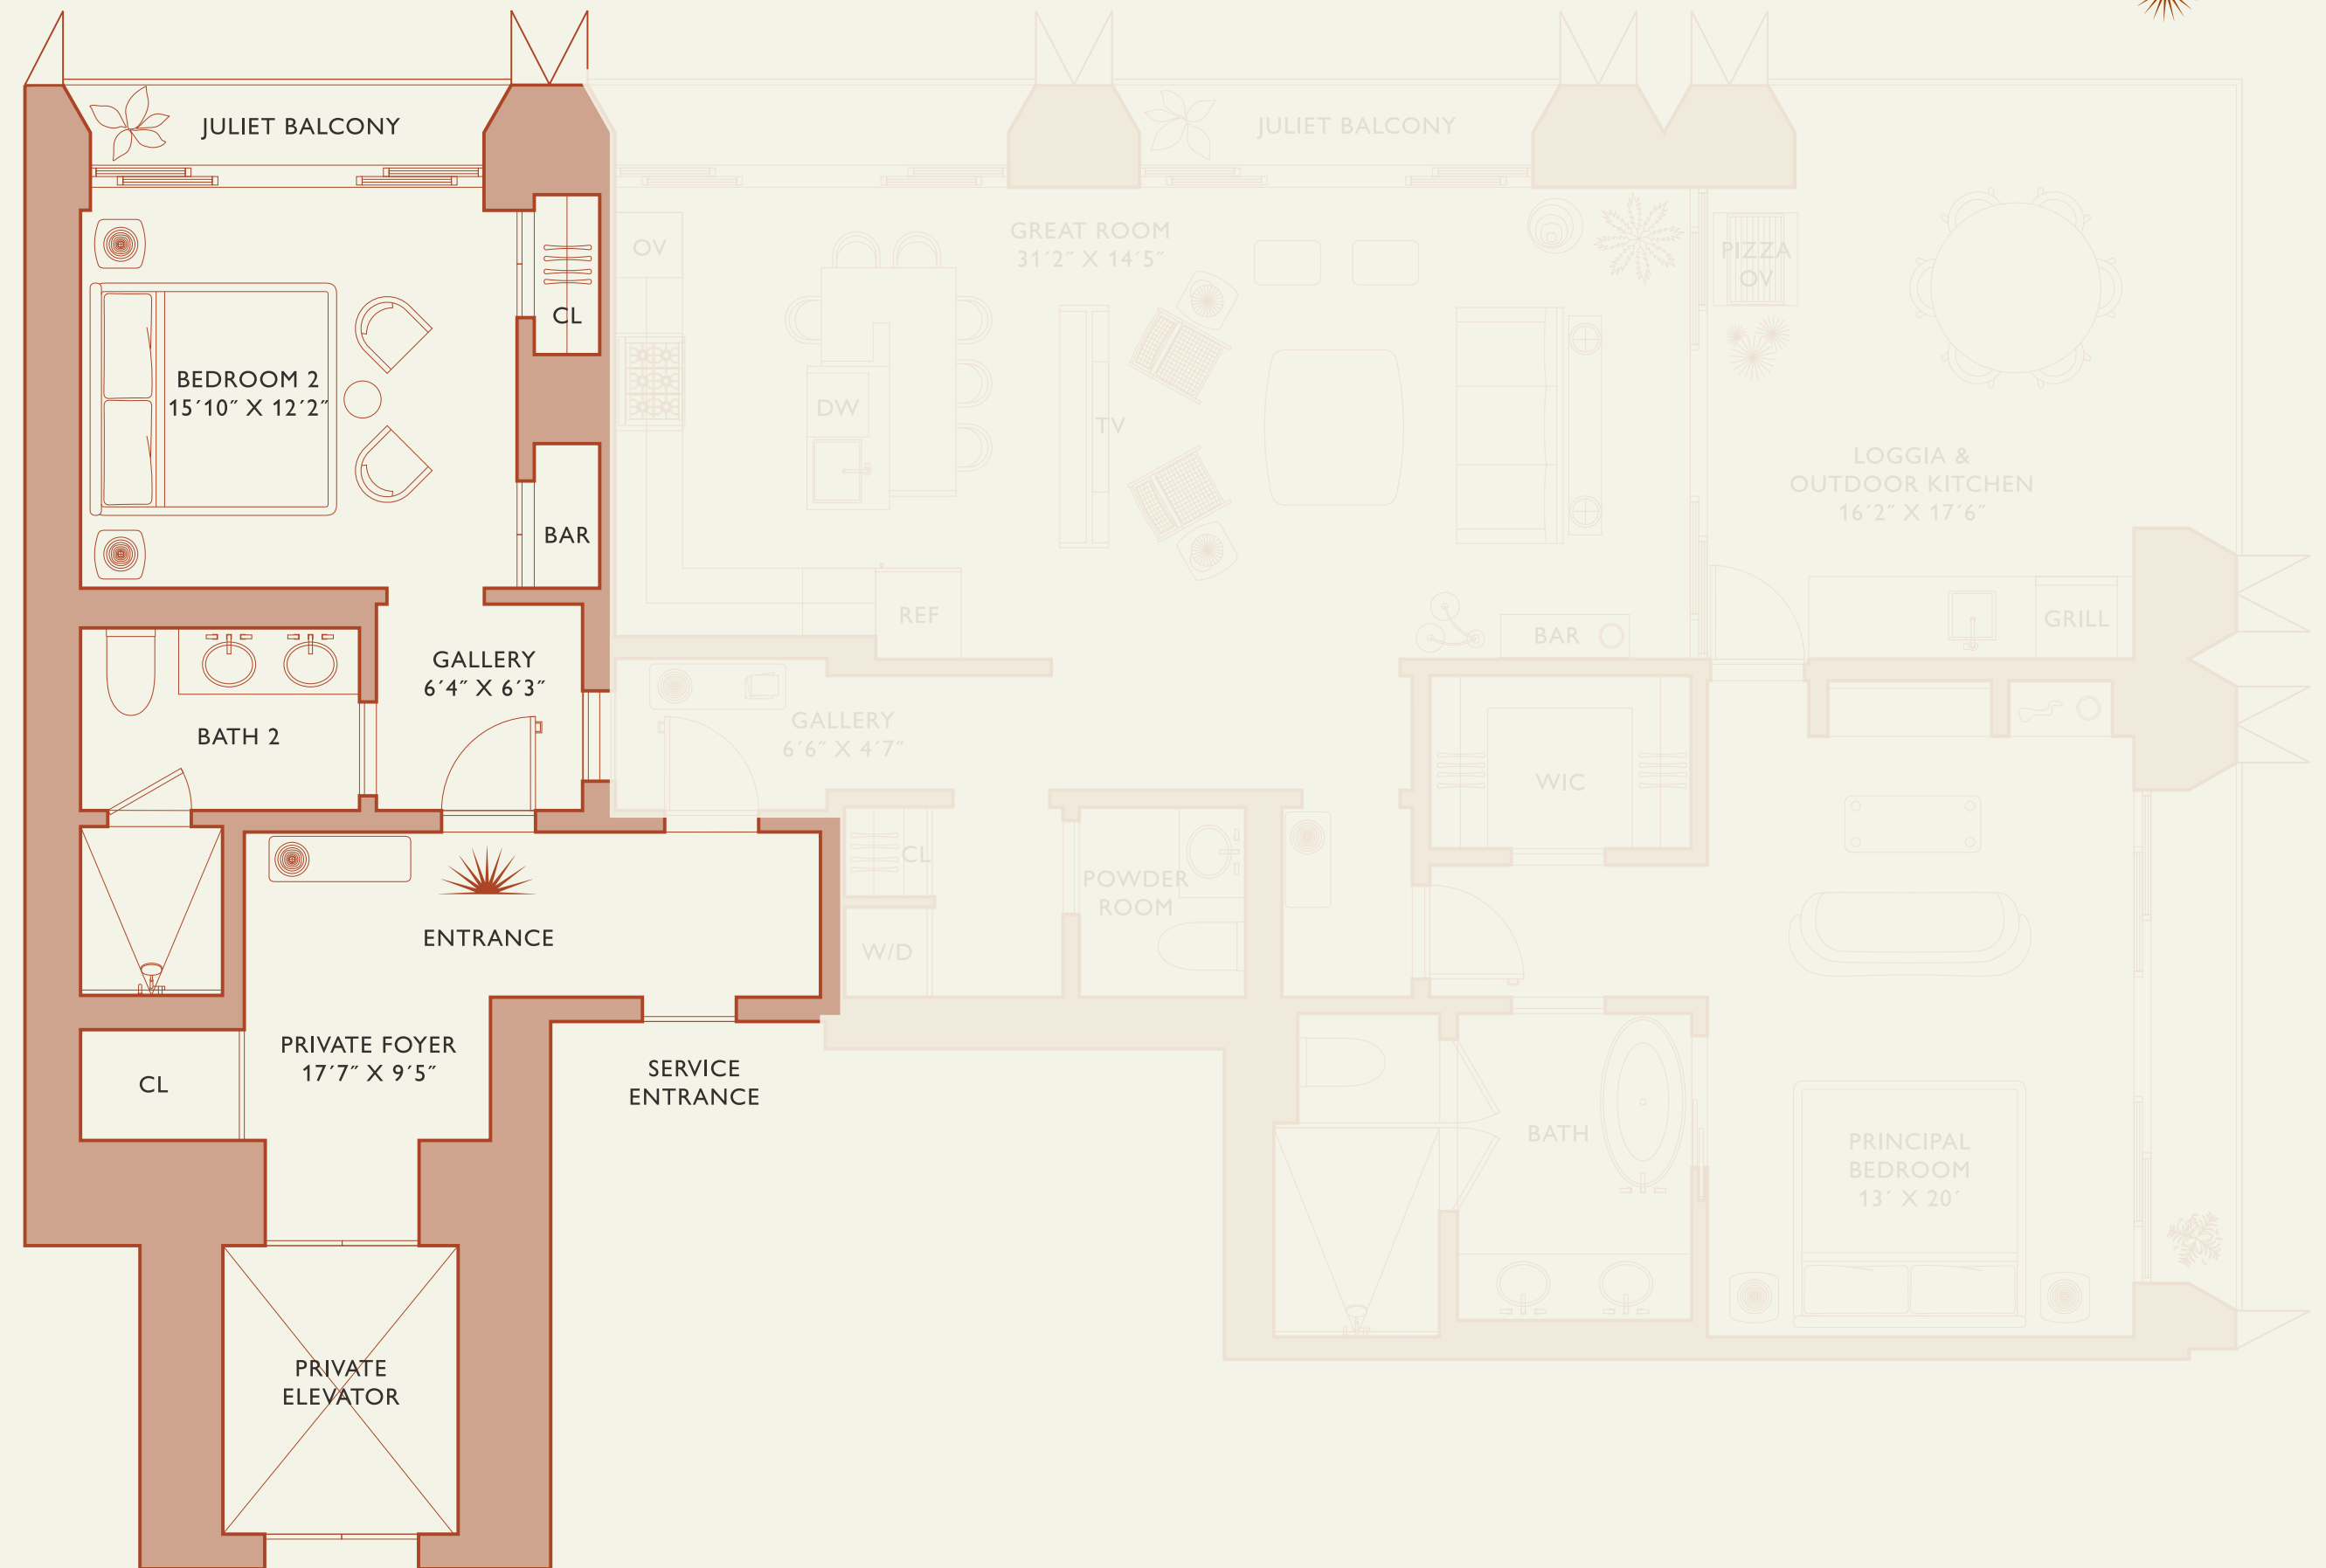 JULIET BALCONY
CL
BEDROOM 2
15´10˝ X 12´2˝
BAR
GALLERY
6´4˝ X 6´3˝
BATH 2
ENTRANCE
PRIVATE FOYER
17´7˝ X 9´5˝
CL
SERVICE
ENTRANCE
PRIVATE
ELEVATOR
JULIET BALCONY
GREAT ROOM
31´2˝ X 14´5˝
OV
DW
TV
REF
BAR
PIZZA
OV
LOGGIA &
OUTDOOR KITCHEN
16´2˝ X 17´6˝
GRILL
GALLERY
6´6˝ X 4´7˝
WIC
CL
POWDER
ROOM
W/D
BATH
PRINCIPAL
BEDROOM
13´ X 20´